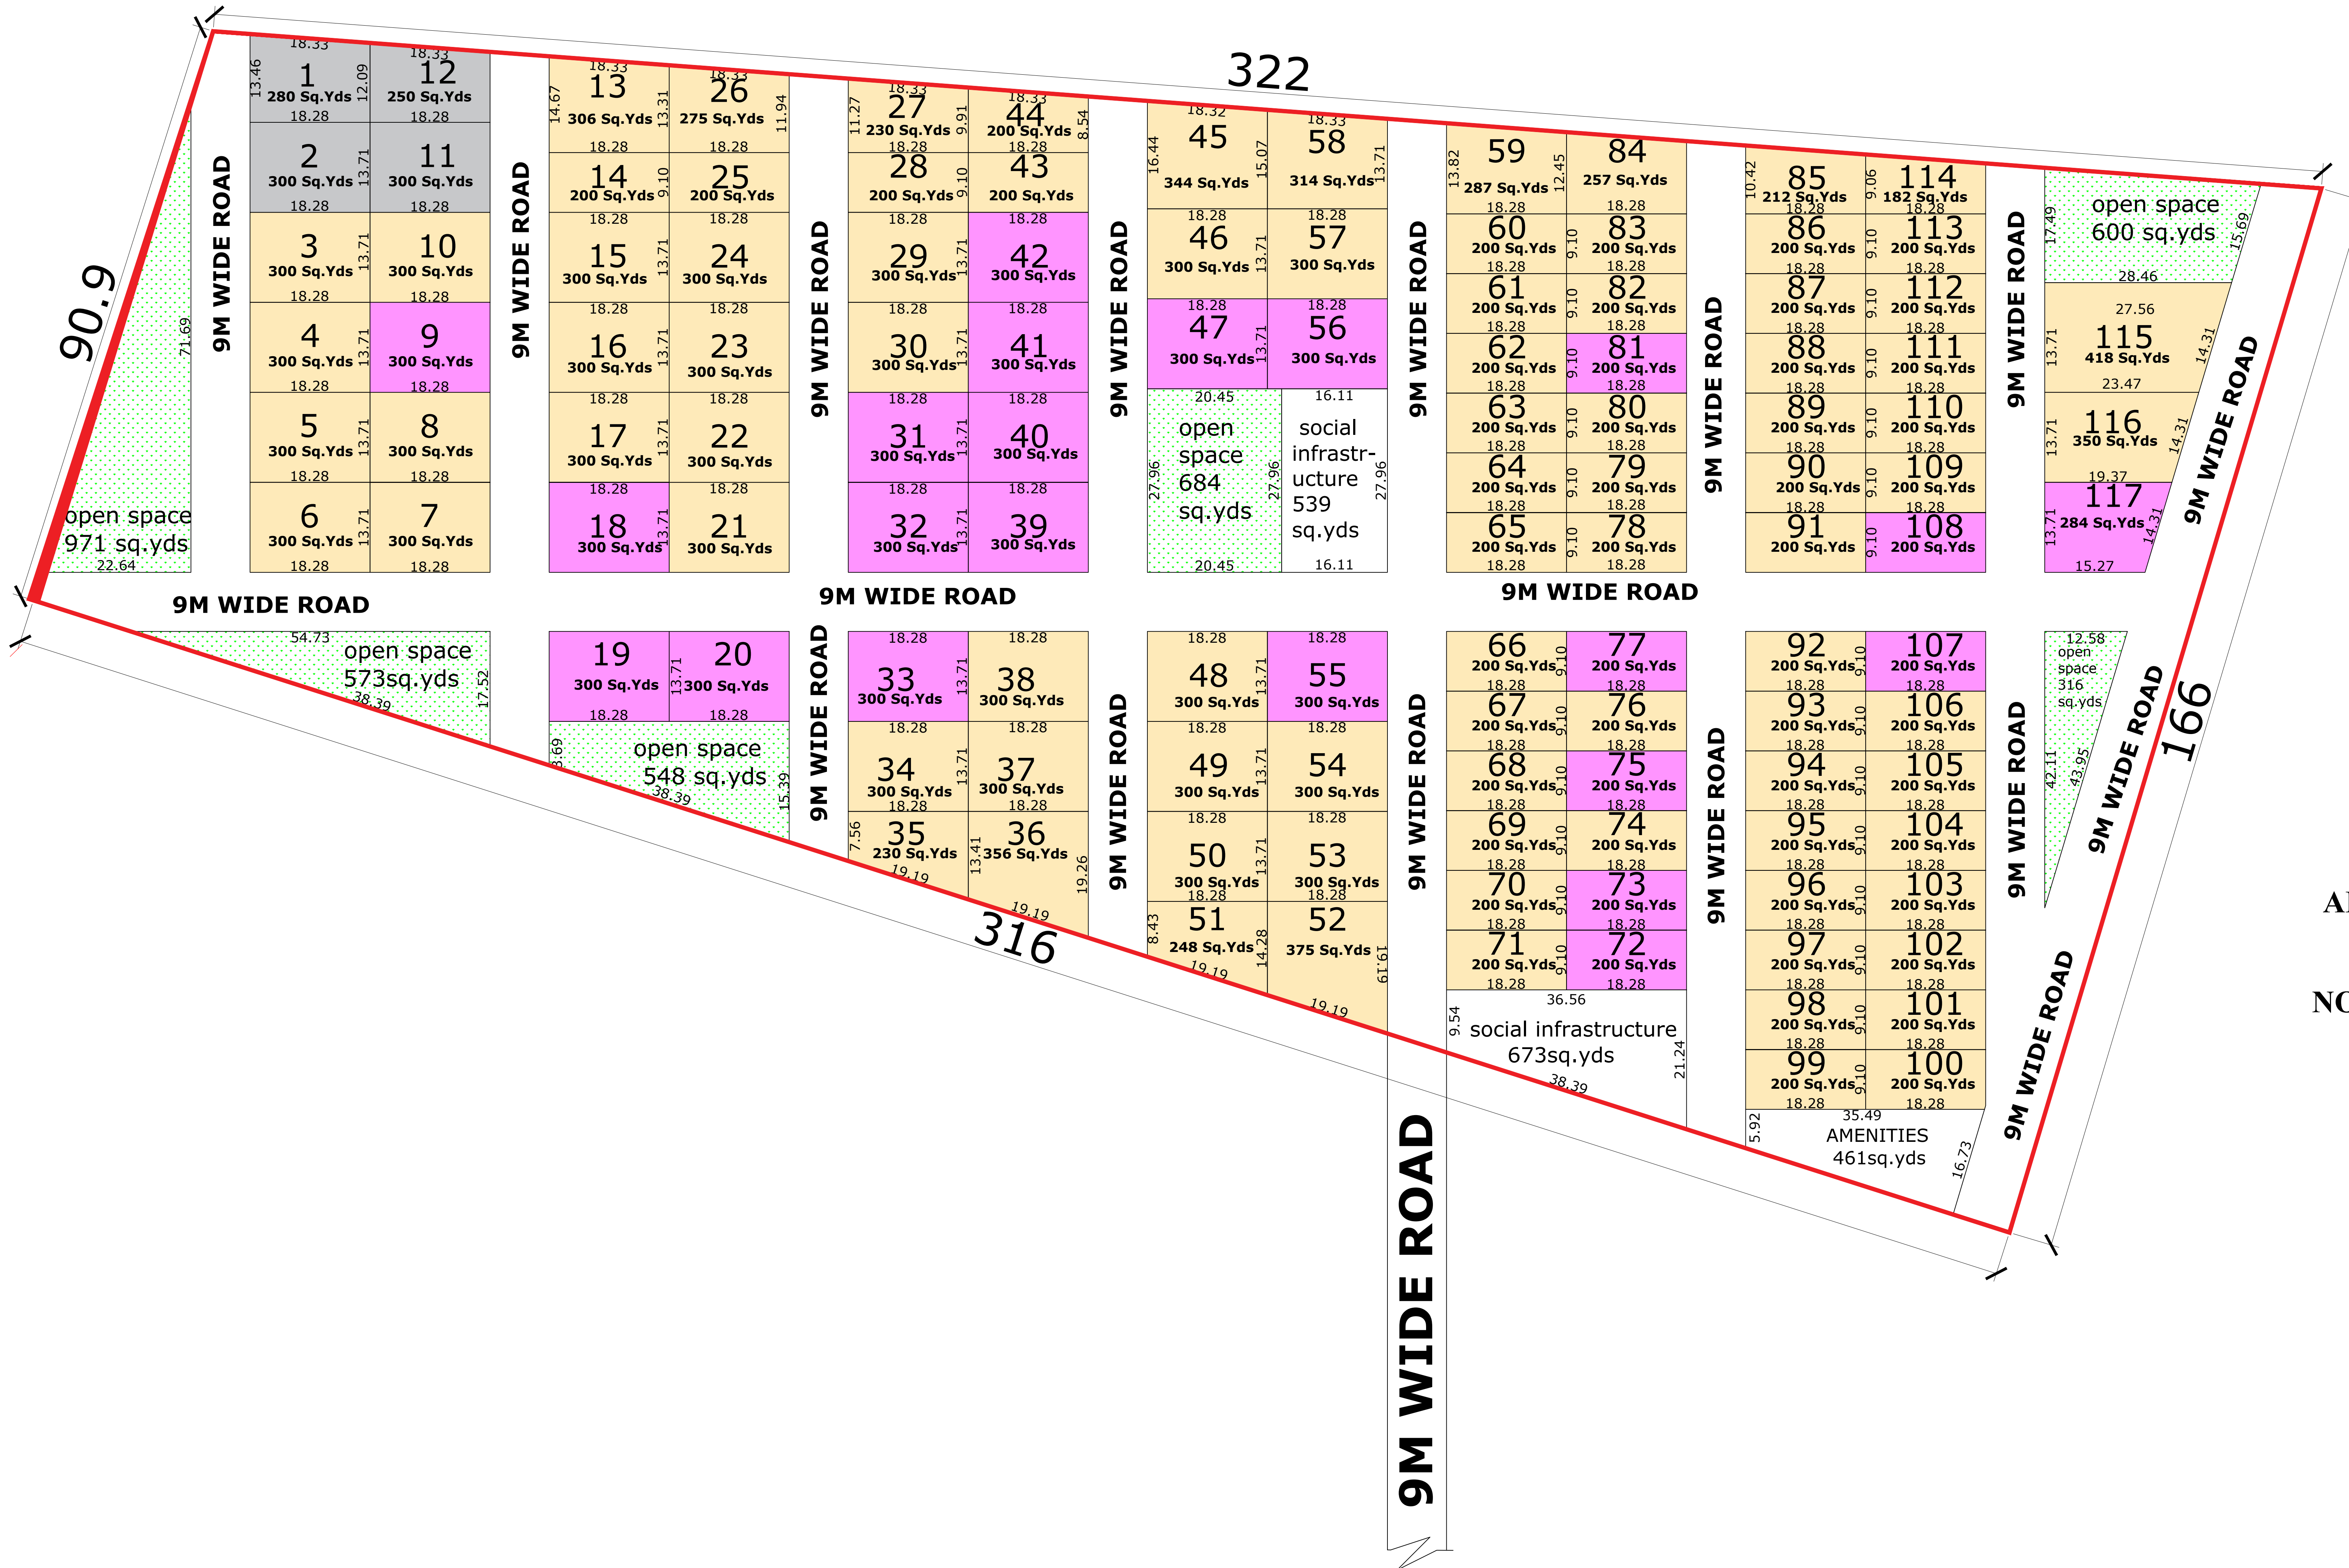 322
90.9
166
316
18.33
13.46
1
12.09
280 Sq.Yds
18.28
18.33
12
250 Sq.Yds
18.28
2
13.71
300 Sq.Yds
18.28
11
300 Sq.Yds
18.28
3
13.71
300 Sq.Yds
18.28
10
300 Sq.Yds
18.28
4
13.71
300 Sq.Yds
18.28
9
300 Sq.Yds
18.28
5
13.71
300 Sq.Yds
18.28
8
300 Sq.Yds
18.28
6
13.71
300 Sq.Yds
18.28
7
300 Sq.Yds
18.28
71.69
open space
971 sq.yds
22.64
9M WIDE ROAD
9M WIDE ROAD
18.33
14.67
13
13.31
306 Sq.Yds
18.28
18.33
26
11.94
275 Sq.Yds
18.28
14
9.10
200 Sq.Yds
18.28
25
200 Sq.Yds
18.28
15
13.71
300 Sq.Yds
18.28
24
300 Sq.Yds
18.28
16
13.71
300 Sq.Yds
18.28
23
300 Sq.Yds
18.28
17
13.71
300 Sq.Yds
18.28
22
300 Sq.Yds
18.28
18
13.71
300 Sq.Yds
21
300 Sq.Yds
9M WIDE ROAD
18.33
11.27
27
9.91
230 Sq.Yds
18.28
18.33
44
8.54
200 Sq.Yds
18.28
28
9.10
200 Sq.Yds
18.28
43
200 Sq.Yds
18.28
29
13.71
300 Sq.Yds
18.28
42
300 Sq.Yds
18.28
30
13.71
300 Sq.Yds
18.28
41
300 Sq.Yds
18.28
31
13.71
300 Sq.Yds
18.28
40
300 Sq.Yds
18.28
32
13.71
300 Sq.Yds
39
300 Sq.Yds
9M WIDE ROAD
18.32
16.44
45
15.07
344 Sq.Yds
18.28
18.33
58
13.71
314 Sq.Yds
18.28
46
13.71
300 Sq.Yds
18.28
57
300 Sq.Yds
18.28
47
13.71
300 Sq.Yds
56
300 Sq.Yds
20.45
open
space
684
sq.yds
27.96
27.96
20.45
16.11
social
infrastr-
ucture
539
sq.yds
27.96
16.11
9M WIDE ROAD
13.82
59
12.45
287 Sq.Yds
18.28
84
257 Sq.Yds
18.28
60
9.10
200 Sq.Yds
18.28
83
200 Sq.Yds
18.28
61
9.10
200 Sq.Yds
18.28
82
200 Sq.Yds
18.28
62
9.10
200 Sq.Yds
18.28
81
200 Sq.Yds
18.28
63
9.10
200 Sq.Yds
18.28
80
200 Sq.Yds
18.28
64
9.10
200 Sq.Yds
18.28
79
200 Sq.Yds
18.28
65
9.10
200 Sq.Yds
18.28
78
200 Sq.Yds
18.28
9M WIDE ROAD
10.42
85
9.06
212 Sq.Yds
18.28
114
182 Sq.Yds
18.28
86
9.10
200 Sq.Yds
18.28
113
200 Sq.Yds
18.28
87
9.10
200 Sq.Yds
18.28
112
200 Sq.Yds
18.28
88
9.10
200 Sq.Yds
18.28
111
200 Sq.Yds
18.28
89
9.10
200 Sq.Yds
18.28
110
200 Sq.Yds
18.28
90
9.10
200 Sq.Yds
18.28
109
200 Sq.Yds
18.28
91
9.10
200 Sq.Yds
108
200 Sq.Yds
9M WIDE ROAD
17.49
open space
600 sq.yds
15.69
28.46
27.56
13.71
115
418 Sq.Yds
14.31
23.47
13.71
116
350 Sq.Yds
14.31
19.37
13.71
117
284 Sq.Yds
14.31
15.27
9M WIDE ROAD
9M WIDE ROAD
9M WIDE ROAD
9M WIDE ROAD
54.73
open space
573sq.yds
38.39
17.52
19
13.71
300 Sq.Yds
18.28
20
300 Sq.Yds
18.28
open space
548 sq.yds
38.39
15.39
9M WIDE ROAD
18.28
33
13.71
300 Sq.Yds
18.28
18.28
38
300 Sq.Yds
18.28
34
13.71
300 Sq.Yds
18.28
37
300 Sq.Yds
18.28
7.56
35
13.41
230 Sq.Yds
19.19
36
356 Sq.Yds
19.26
19.19
9M WIDE ROAD
18.28
48
13.71
300 Sq.Yds
18.28
18.28
55
300 Sq.Yds
18.28
49
13.71
300 Sq.Yds
18.28
54
300 Sq.Yds
18.28
50
13.71
300 Sq.Yds
18.28
53
300 Sq.Yds
18.28
8.43
51
14.28
248 Sq.Yds
19.19
52
375 Sq.Yds
19.19
19.19
9M WIDE ROAD
66
9.10
200 Sq.Yds
18.28
77
200 Sq.Yds
18.28
67
9.10
200 Sq.Yds
18.28
76
200 Sq.Yds
18.28
68
9.10
200 Sq.Yds
18.28
75
200 Sq.Yds
18.28
69
9.10
200 Sq.Yds
18.28
74
200 Sq.Yds
18.28
70
9.10
200 Sq.Yds
18.28
73
200 Sq.Yds
18.28
71
9.10
200 Sq.Yds
18.28
72
200 Sq.Yds
18.28
36.56
9.54
social infrastructure
673sq.yds
21.24
38.39
9M WIDE ROAD
92
9.10
200 Sq.Yds
18.28
107
200 Sq.Yds
18.28
93
9.10
200 Sq.Yds
18.28
106
200 Sq.Yds
18.28
94
9.10
200 Sq.Yds
18.28
105
200 Sq.Yds
18.28
95
9.10
200 Sq.Yds
18.28
104
200 Sq.Yds
18.28
96
9.10
200 Sq.Yds
18.28
103
200 Sq.Yds
18.28
97
9.10
200 Sq.Yds
18.28
102
200 Sq.Yds
18.28
98
9.10
200 Sq.Yds
18.28
101
200 Sq.Yds
18.28
99
9.10
200 Sq.Yds
18.28
100
200 Sq.Yds
18.28
35.49
5.92
AMENITIES
461sq.yds
16.73
9M WIDE ROAD
12.58
open
space
316
sq.yds
42.11
43.95
9M WIDE ROAD
9M WIDE ROAD
9M WIDE ROAD
NO